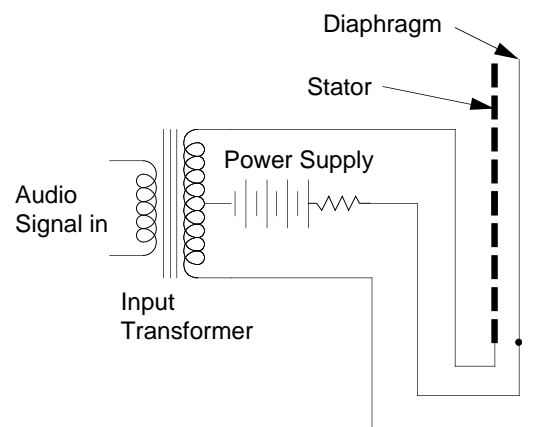 Diaphragm
Stator
Power Supply
Audio
Signal in
Input
Transformer